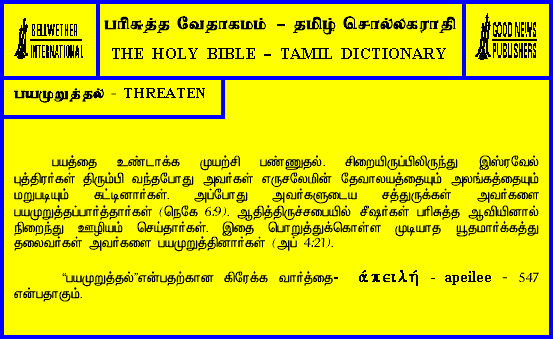 BELLWETHER
INTERNATIONAL
பரிசுத்த வேதாகமம் – தமிழ் சொல்லகராதி
THE HOLY BIBLE – TAMIL DICTIONARY
GOOD NEWS
PUBLISHERS
பயமுறுத்தல் - THREATEN
பயத்தை உண்டாக்க முயற்சி பண்ணுதல். சிறையிருப்பிலிருந்து இஸ்ரவேல்
புத்திரர்கள் திரும்பி வந்தபோது அவர்கள் எருசலேமின் தேவாலயத்தையும் அலங்கத்தையும்
மறுபடியும் கட்டினார்கள். அப்போது அவர்களுடைய சத்துருக்கள் அவர்களை
பயமுறுத்தப்பார்த்தார்கள் (நெகே 6:9). ஆதித்திருச்சபையில் சீஷர்கள் பரிசுத்த ஆவியினால்
நிறைந்து ஊழியம் செய்தார்கள். இதை பொறுத்துக்கொள்ள முடியாத யூதமார்க்கத்து
தலைவர்கள் அவர்களை பயமுறுத்தினார்கள் (அப் 4:21).
“பயமுறுத்தல்”என்பதற்கான கிரேக்க வார்த்தை- ἀπειλή - apeilee - 547
என்பதாகும்.